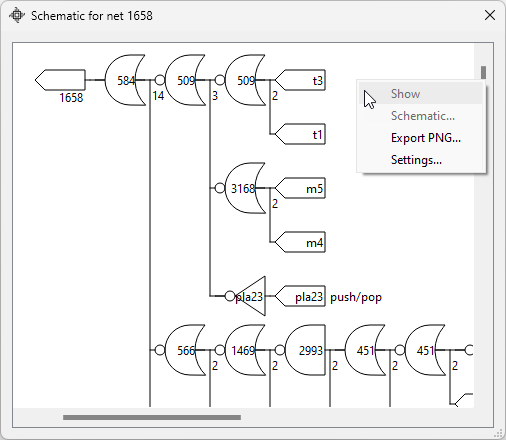 Schematic for net 1658
584 509 509 t3
1658 14 3 2
t1
3168 m5
2
m4
pla23 pla23 push/pop
566 1469 2993 451 451
2 2 2 2 2
Show
Schematic...
Export PNG...
Settings...